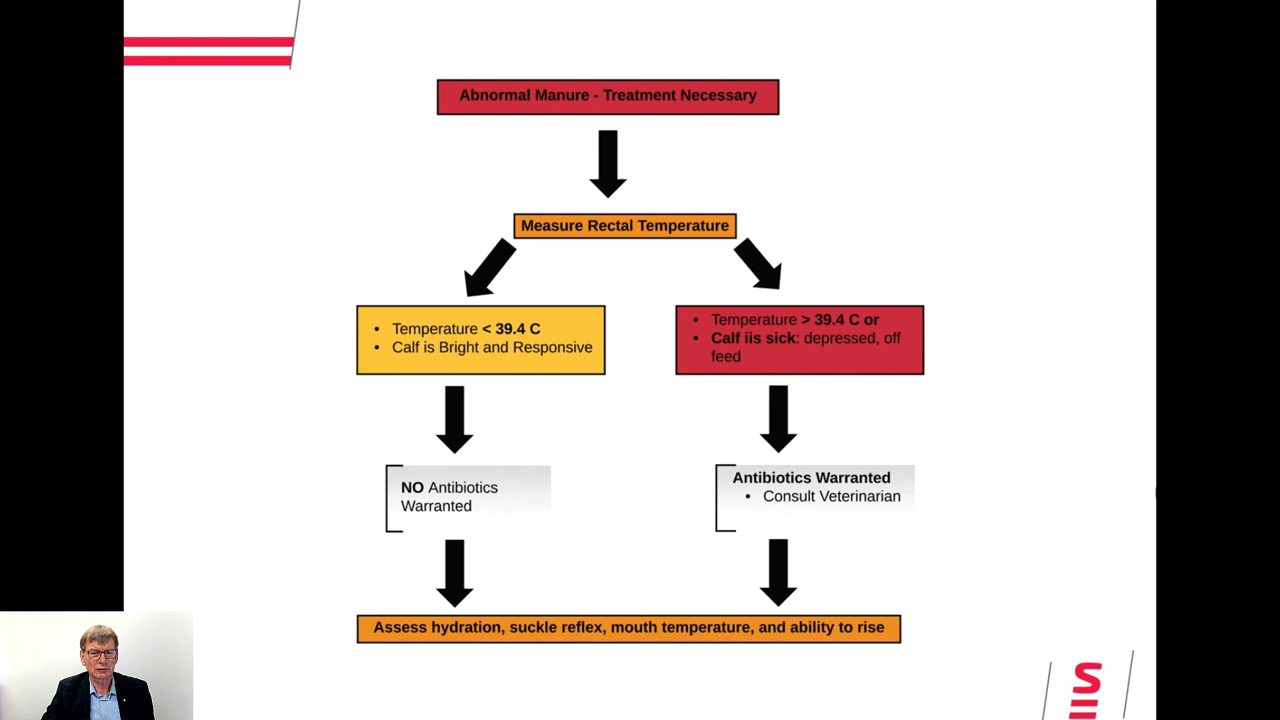 Abnormal Manure - Treatment Necessary
Measure Rectal Temperature
• Temperature < 39.4 C
• Calf is Bright and Responsive
• Temperature > 39.4 C or
• Calf iis sick: depressed, off
feed
NO Antibiotics
Warranted
Antibiotics Warranted
• Consult Veterinarian
Assess hydration, suckle reflex, mouth temperature, and ability to rise